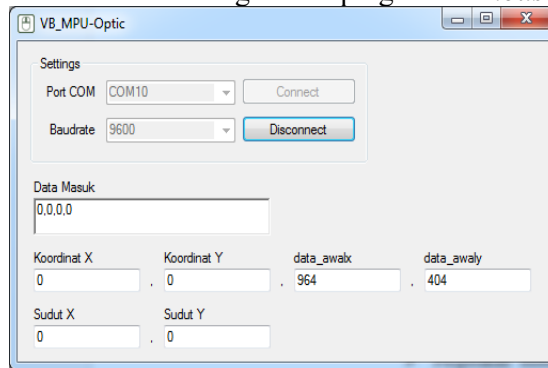 VB_MPU-Optic
Settings
Port COM COM10 Connect
Baudrate 9600 Disconnect
Data Masuk
0,0,0,0
Koordinat X Koordinat Y data_awalx data_awaly
0 . 0 . 964 . 404
Sudut X Sudut Y
0 . 0